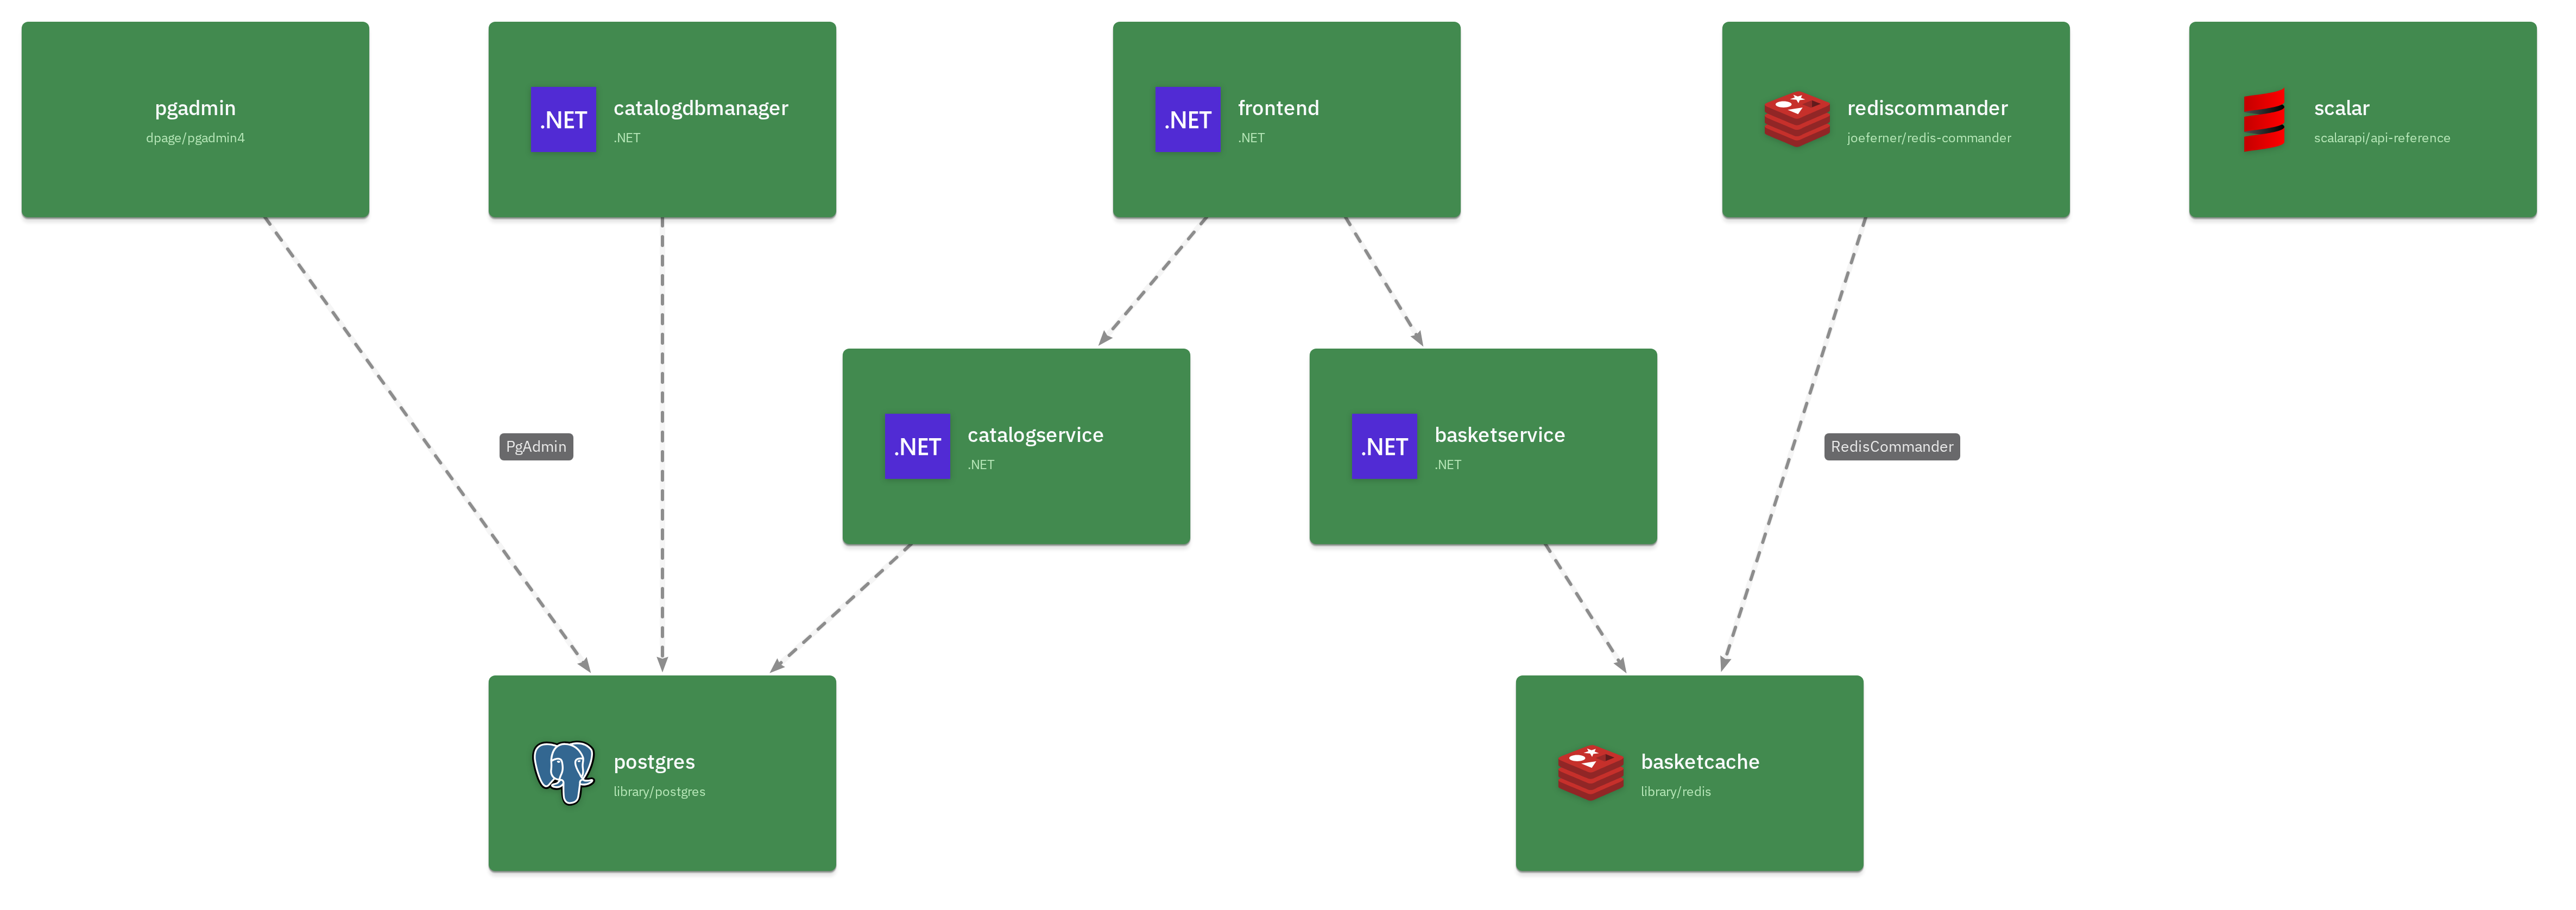 pgadmin
dpage/pgadmin4
.NET
catalogdbmanager
.NET
.NET
frontend
.NET
rediscommander
joeferner/redis-commander
scalar
scalarapi/api-reference
.NET
catalogservice
.NET
.NET
basketservice
.NET
PgAdmin
RedisCommander
postgres
library/postgres
basketcache
library/redis